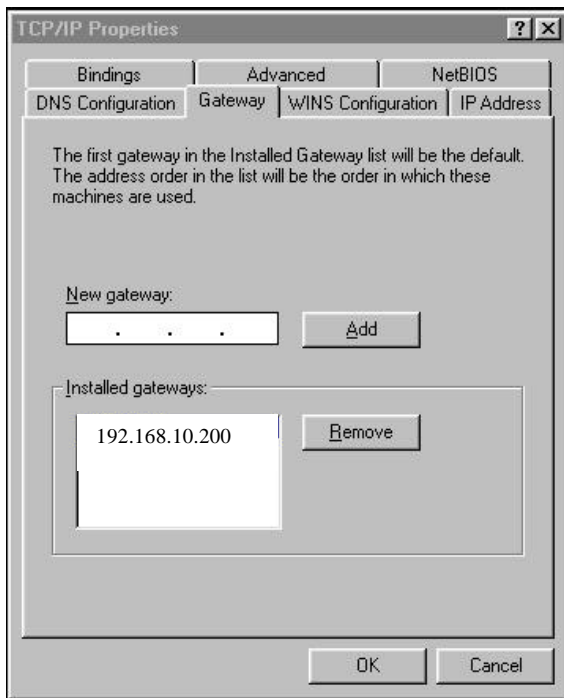 TCP/IP Properties
Bindings Advanced NetBIOS
DNS Configuration Gateway WINS Configuration IP Address
The first gateway in the Installed Gateway list will be the default.
The address order in the list will be the order in which these
machines are used.
New gateway:
. . .
Add
Installed gateways:
192.168.10.200
Remove
OK Cancel